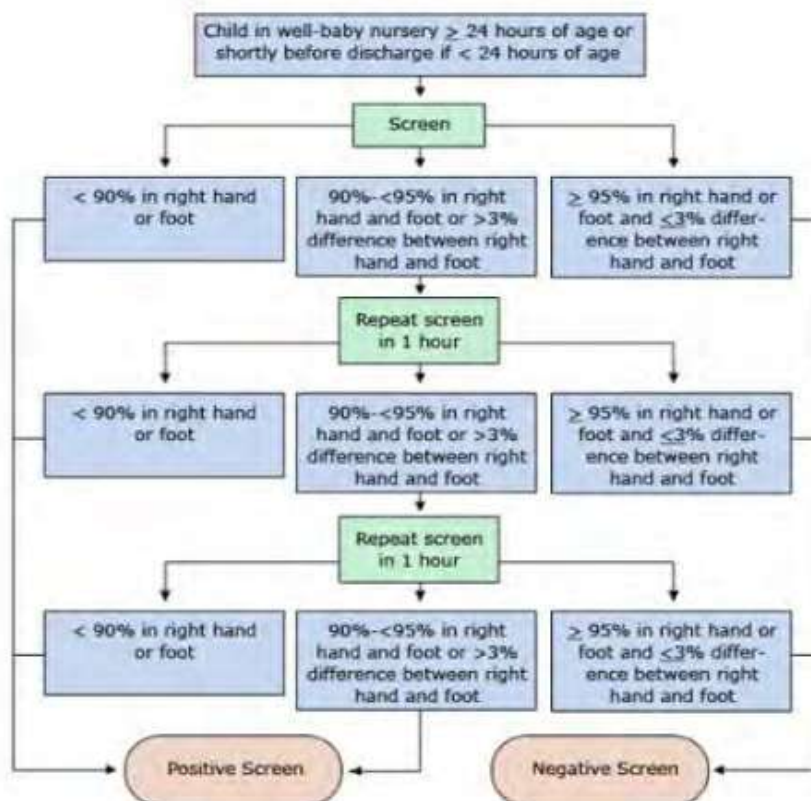 Child in well-baby nursery ≥ 24 hours of age or
shortly before discharge if < 24 hours of age
Screen
< 90% in right hand
or foot
90%-<95% in right
hand and foot or >3%
difference between right
hand and foot
≥ 95% in right hand or
foot and ≤3% differ-
ence between right
hand and foot
Repeat screen
in 1 hour
< 90% in right hand
or foot
90%-<95% in right
hand and foot or >3%
difference between right
hand and foot
≥ 95% in right hand or
foot and ≤3% differ-
ence between right
hand and foot
Repeat screen
in 1 hour
< 90% in right hand
or foot
90%-<95% in right
hand and foot or >3%
difference between right
hand and foot
≥ 95% in right hand or
foot and ≤3% differ-
ence between right
hand and foot
Positive Screen
Negative Screen